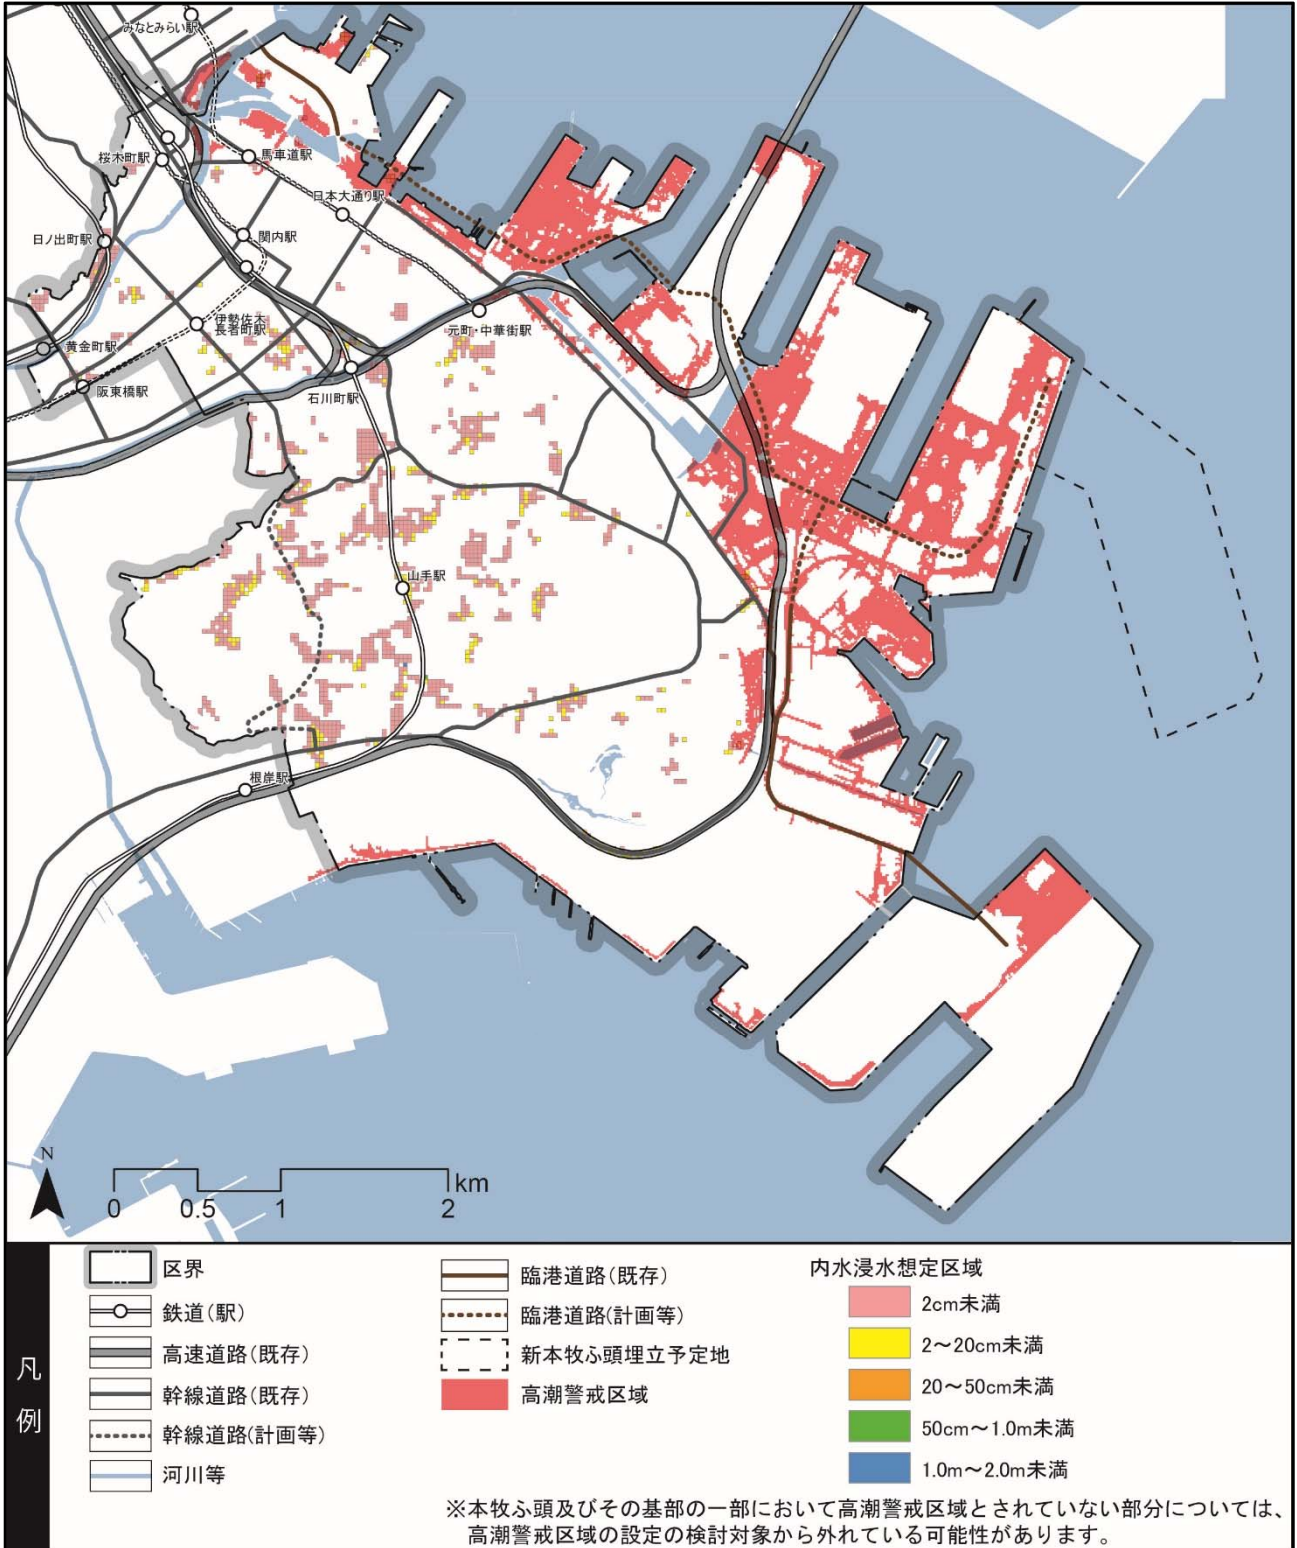 みなとみらい駅
桜木町駅
馬車道駅
日本大通り駅
日ノ出町駅
関内駅
伊勢佐木
長者町駅
元町・中華街駅
黄金町駅
阪東橋駅
石川町駅
山手駅
根岸駅
N
km
0 0.5 1 2
凡例
区界
鉄道(駅)
高速道路(既存)
幹線道路(既存)
幹線道路(計画等)
河川等
臨港道路(既存)
臨港道路(計画等)
新本牧ふ頭埋立予定地
高潮警戒区域
内水浸水想定区域
2cm未満
2～20cm未満
20～50cm未満
50cm～1.0m未満
1.0m～2.0m未満
※本牧ふ頭及びその基部の一部において高潮警戒区域とされていない部分については、
高潮警戒区域の設定の検討対象から外れている可能性があります。